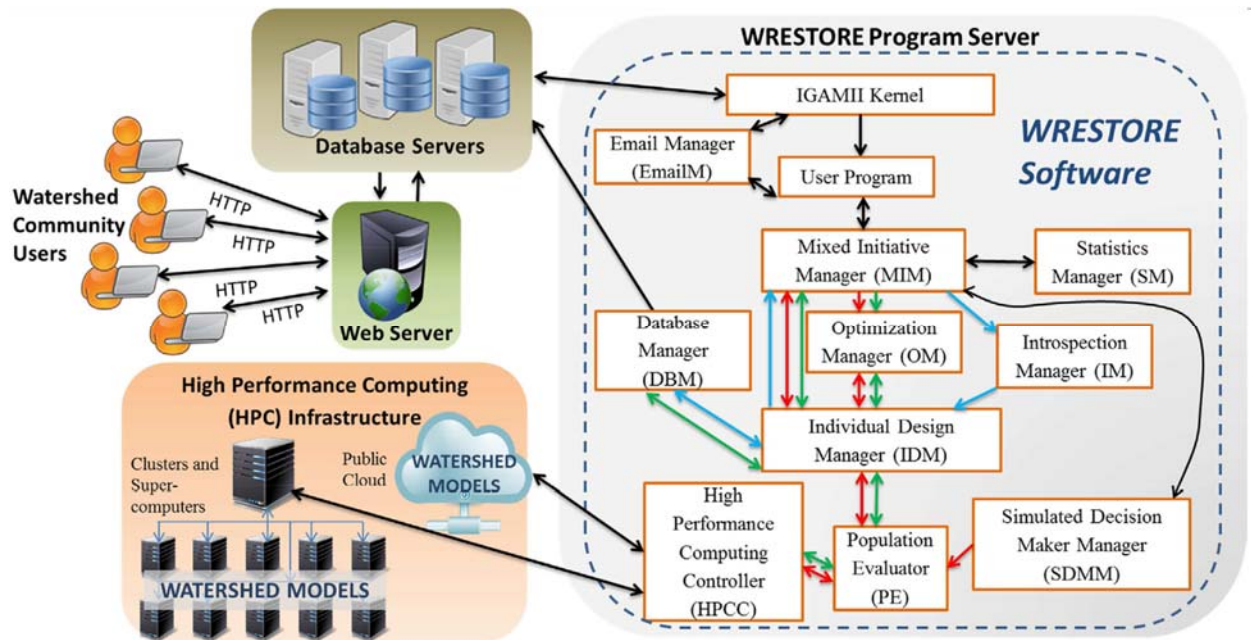 WRESTORE Program Server
WRESTORE
Software
IGAMII Kernel
Email Manager
(EmailM)
User Program
Mixed Initiative
Manager (MIM)
Statistics
Manager (SM)
Database
Manager
(DBM)
Optimization
Manager (OM)
Introspection
Manager (IM)
Individual Design
Manager (IDM)
High
Performance
Computing
Controller
(HPCC)
Population
Evaluator
(PE)
Simulated Decision
Maker Manager
(SDMM)
Database Servers
Watershed
Community
Users
HTTP
HTTP
HTTP
HTTP
Web Server
High Performance Computing
(HPC) Infrastructure
Clusters and
Super-
computers
Public
Cloud
WATERSHED
MODELS
WATERSHED MODELS